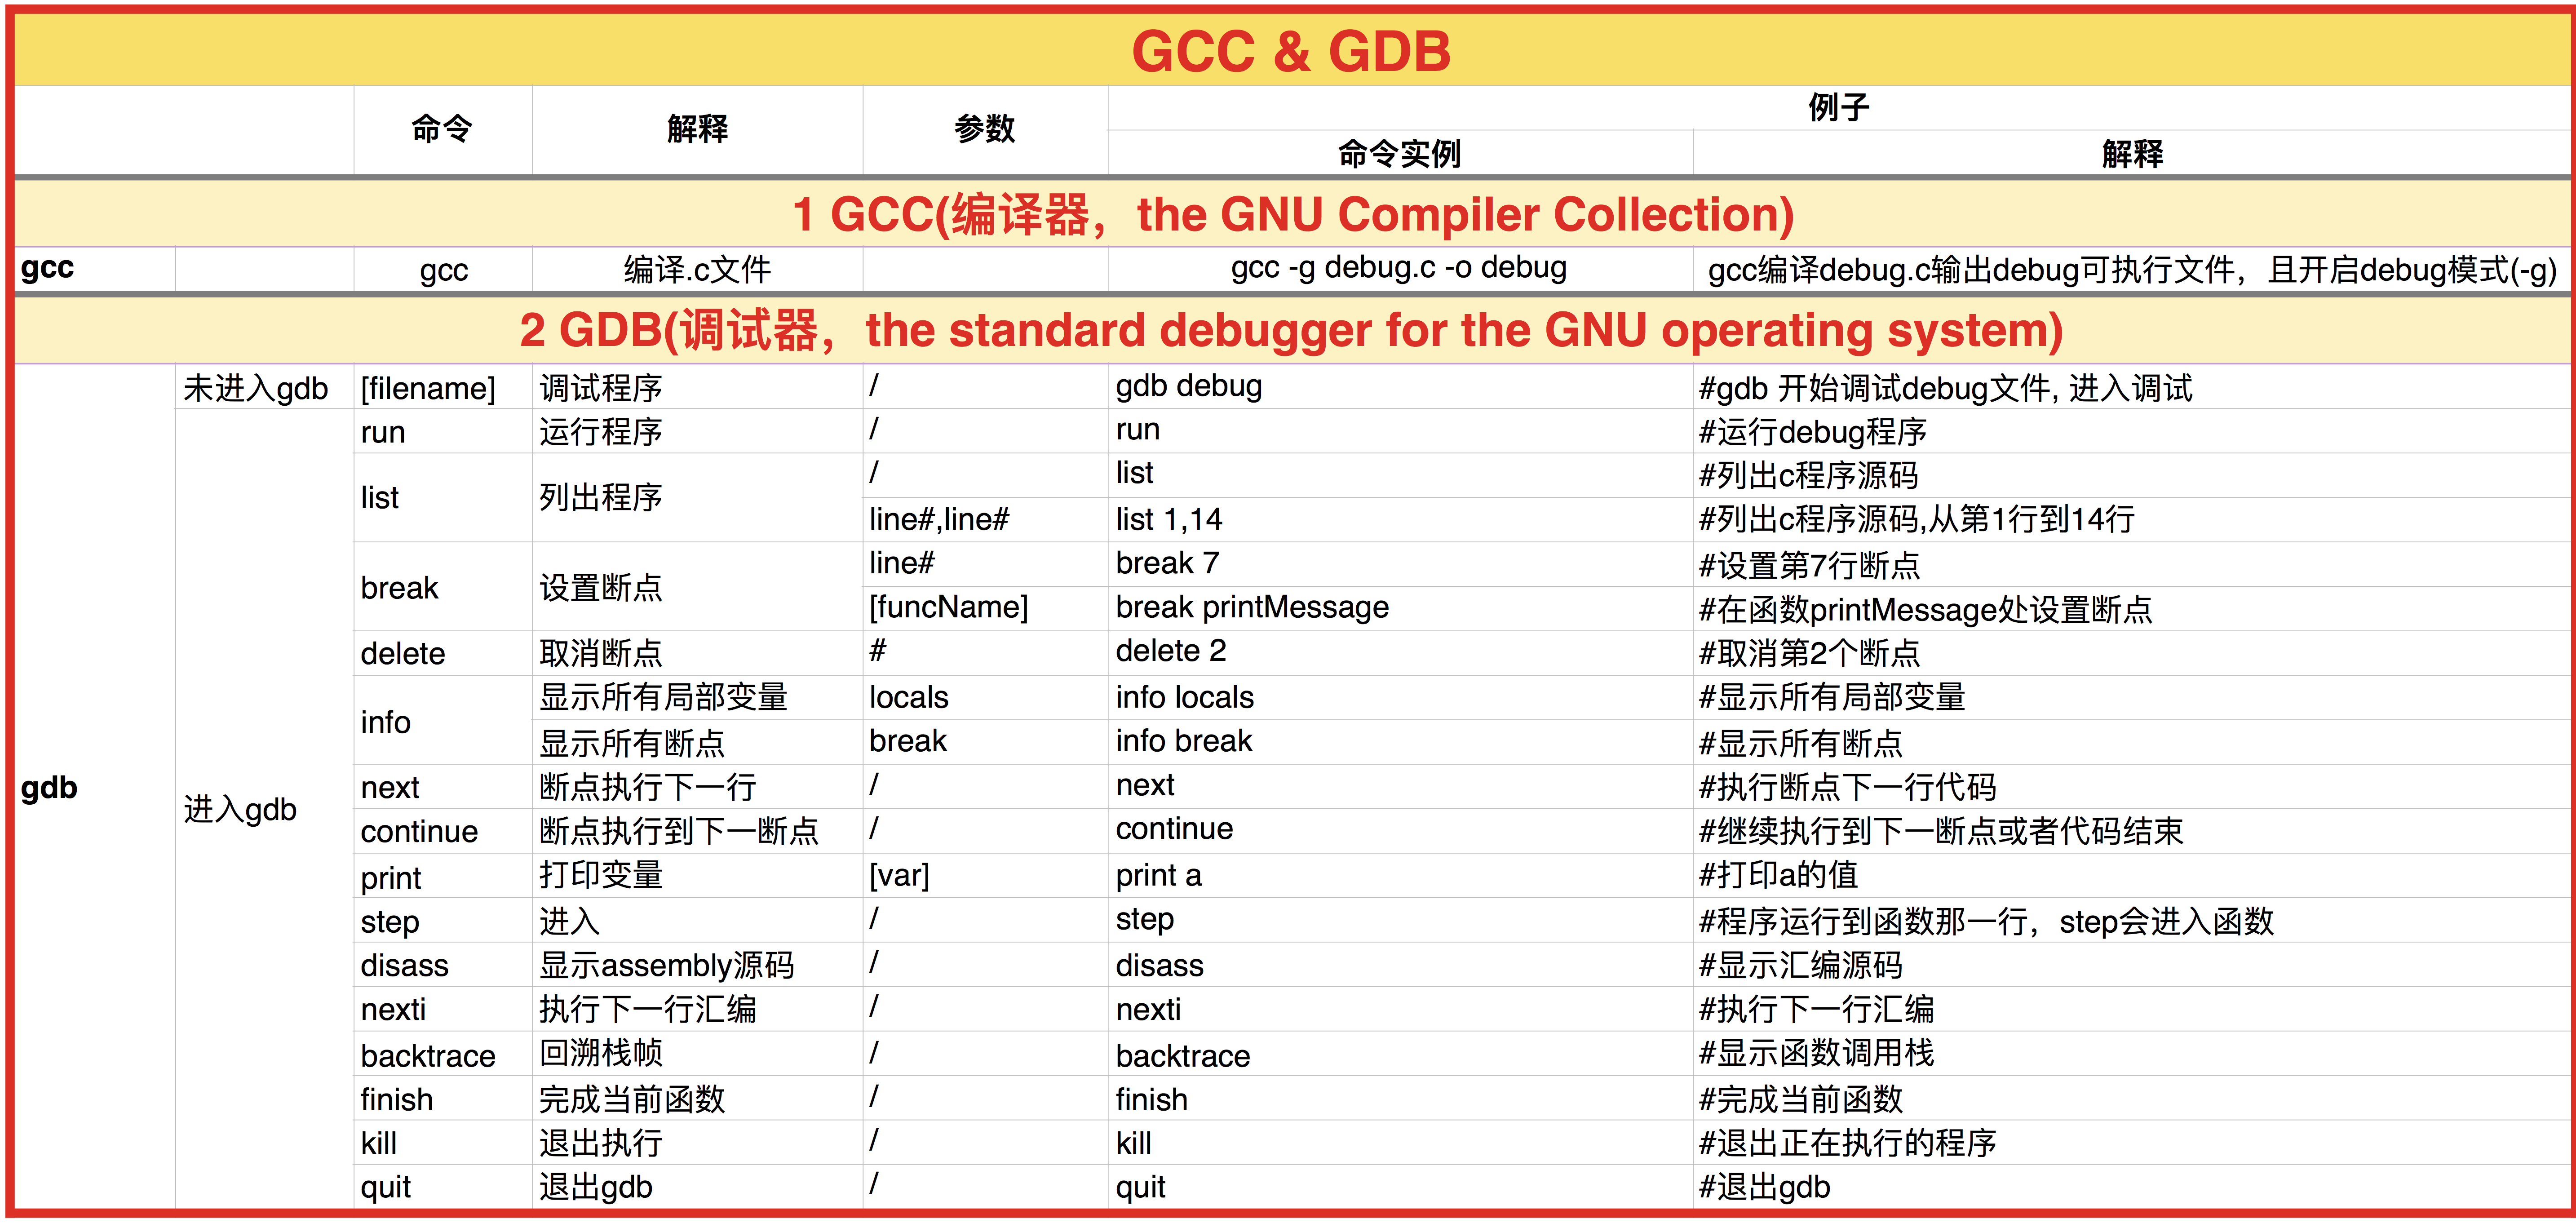 GCC & GDB
命令 解释 参数 例子
命令实例 解释
1 GCC(编译器，the GNU Compiler Collection)
gcc gcc 编译.c文件 gcc -g debug.c -o debug gcc编译debug.c输出debug可执行文件，且开启debug模式(-g)
2 GDB(调试器，the standard debugger for the GNU operating system)
gdb
未进入gdb [filename] 调试程序 / gdb debug #gdb 开始调试debug文件, 进入调试
进入gdb
run 运行程序 / run #运行debug程序
list 列出程序 / list #列出c程序源码
line#,line# list 1,14 #列出c程序源码,从第1行到14行
break 设置断点 line# break 7 #设置第7行断点
[funcName] break printMessage #在函数printMessage处设置断点
delete 取消断点 # delete 2 #取消第2个断点
info 显示所有局部变量 locals info locals #显示所有局部变量
显示所有断点 break info break #显示所有断点
next 断点执行下一行 / next #执行断点下一行代码
continue 断点执行到下一断点 / continue #继续执行到下一断点或者代码结束
print 打印变量 [var] print a #打印a的值
step 进入 / step #程序运行到函数那一行，step会进入函数
disass 显示assembly源码 / disass #显示汇编源码
nexti 执行下一行汇编 / nexti #执行下一行汇编
backtrace 回溯栈帧 / backtrace #显示函数调用栈
finish 完成当前函数 / finish #完成当前函数
kill 退出执行 / kill #退出正在执行的程序
quit 退出gdb / quit #退出gdb